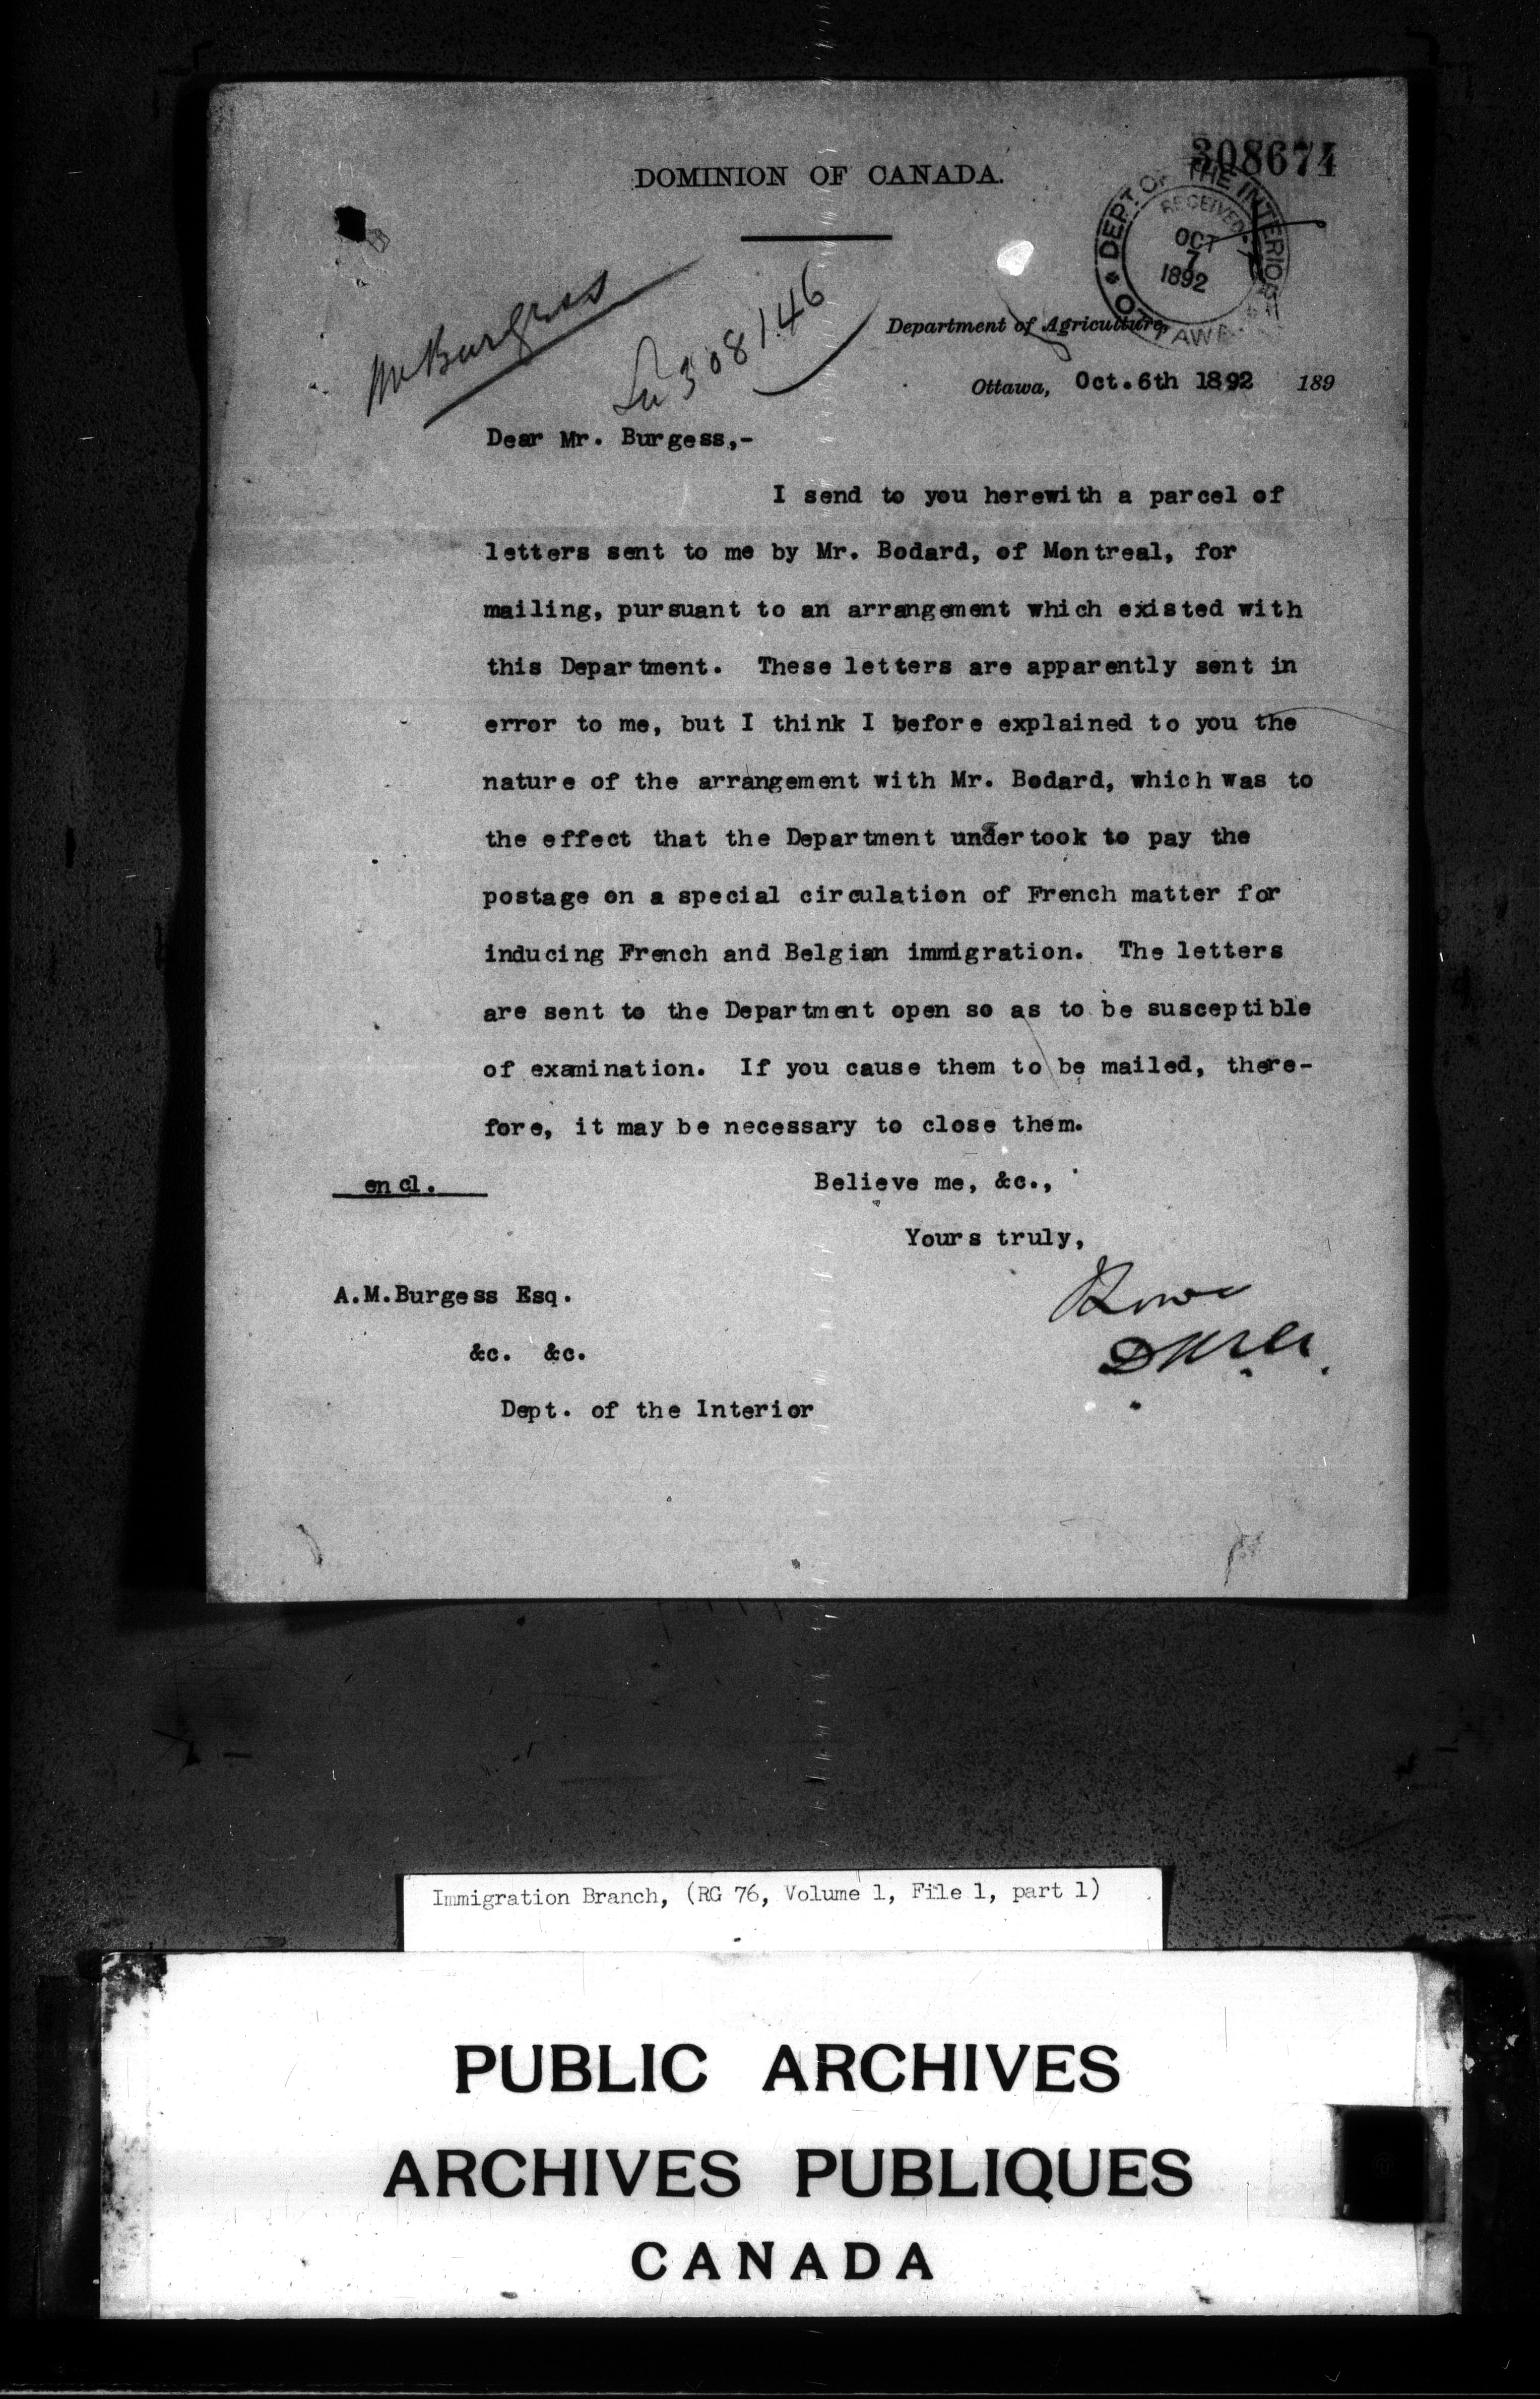 308674
DOMINION OF CANADA.
DEPT. OF THE INTERIOR
RECEIVED
OCT
7
1892
OTTAWA
Mr Burgess
308146
Department of Agriculture,
Ottawa, Oct.6th 1892 189
Dear Mr. Burgess,-
I send to you herewith a parcel of
letters sent to me by Mr. Bodard, of Montreal, for
mailing, pursuant to an arrangement which existed with
this Department. These letters are apparently sent in
error to me, but I think I before explained to you the
nature of the arrangement with Mr. Bodard, which was to
the effect that the Department undertook to pay the
postage on a special circulation of French matter for
inducing French and Belgian immigration. The letters
are sent to the Department open so as to be susceptible
of examination. If you cause them to be mailed, there-
fore, it may be necessary to close them.
encl.
Believe me, &c.,
Yours truly,
A.M.Burgess Esq.
&c. &c.
Dept. of the Interior
Immigration Branch, (RG 76, Volume 1, File 1, part 1)
PUBLIC ARCHIVES
ARCHIVES PUBLIQUES
CANADA